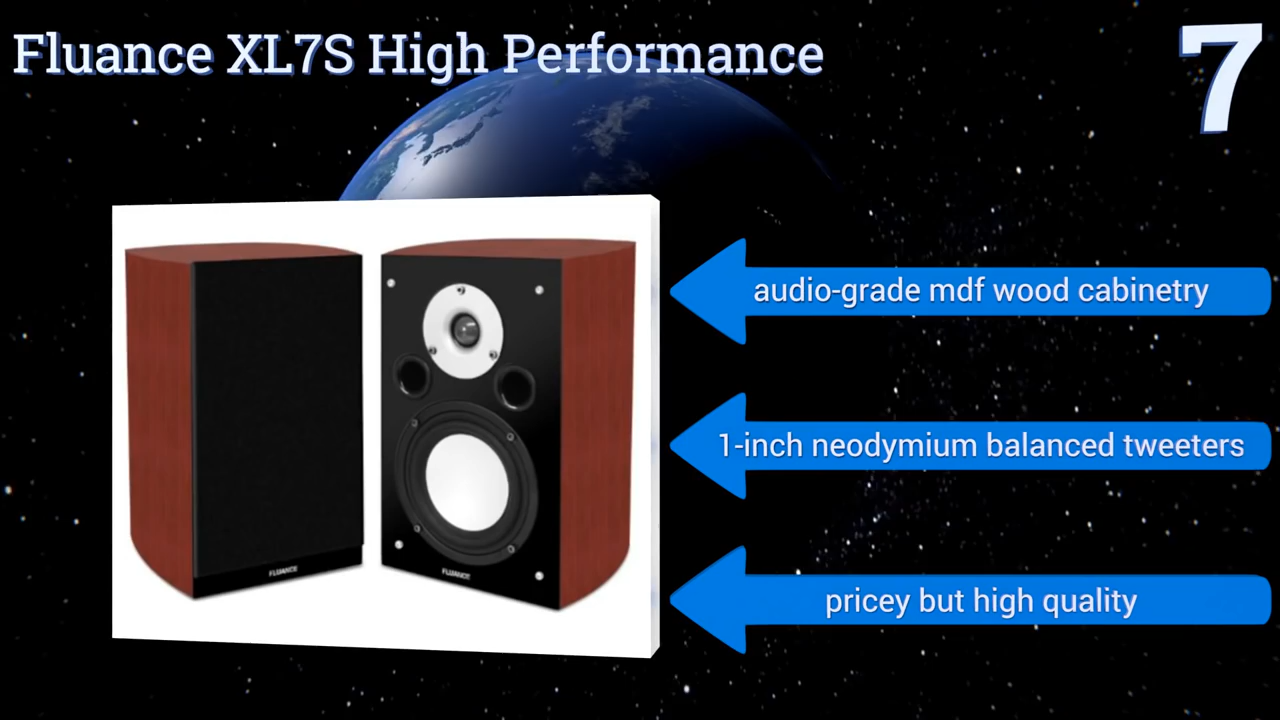 Fluance XL7S High Performance
7
audio-grade mdf wood cabinetry
1-inch neodymium balanced tweeters
pricey but high quality
FLUANCE
FLUANCE